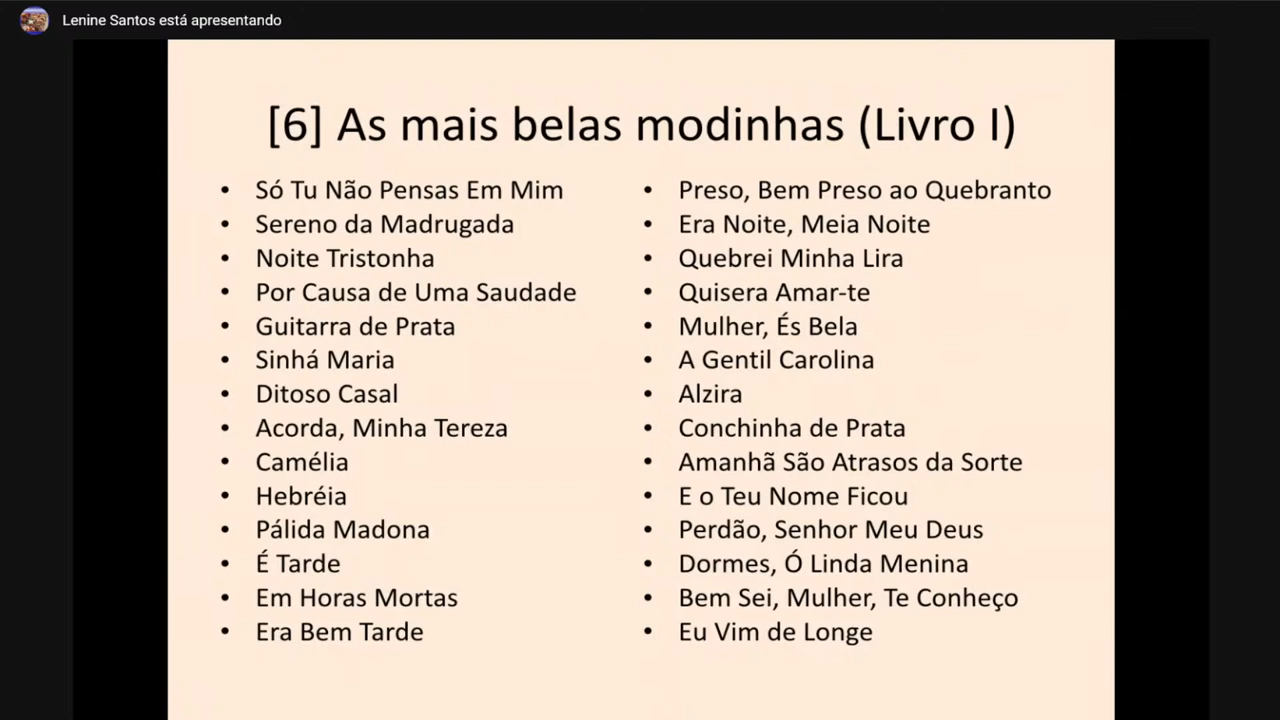 Lenine Santos está apresentando
[6] As mais belas modinhas (Livro I)
• Só Tu Não Pensas Em Mim
• Sereno da Madrugada
• Noite Tristonha
• Por Causa de Uma Saudade
• Guitarra de Prata
• Sinhá Maria
• Ditoso Casal
• Acorda, Minha Tereza
• Camélia
• Hebréia
• Pálida Madona
• É Tarde
• Em Horas Mortas
• Era Bem Tarde
• Preso, Bem Preso ao Quebranto
• Era Noite, Meia Noite
• Quebrei Minha Lira
• Quisera Amar-te
• Mulher, És Bela
• A Gentil Carolina
• Alzira
• Conchinha de Prata
• Amanhã São Atrasos da Sorte
• E o Teu Nome Ficou
• Perdão, Senhor Meu Deus
• Dormes, Ó Linda Menina
• Bem Sei, Mulher, Te Conheço
• Eu Vim de Longe